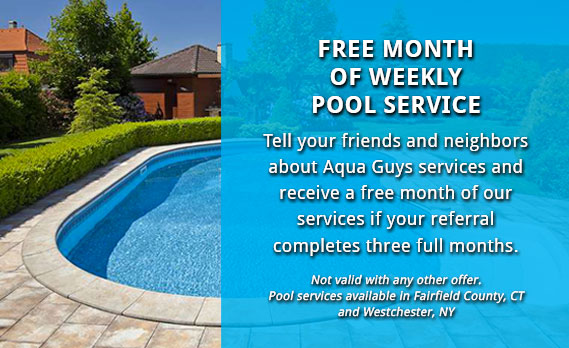 FREE MONTH
OF WEEKLY
POOL SERVICE
Tell your friends and neighbors
about Aqua Guys services and
receive a free month of our
services if your referral
completes three full months.
Not valid with any other offer.
Pool services available in Fairfield County, CT
and Westchester, NY